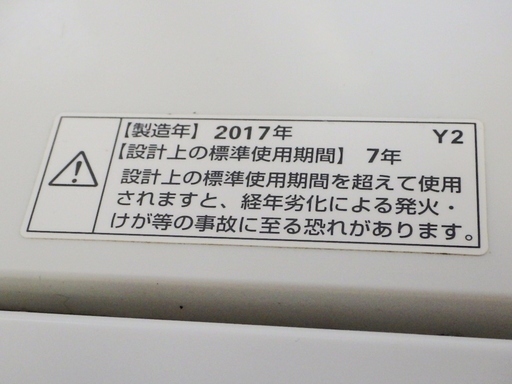 【製造年】2017年 Y2
【設計上の標準使用期間】7年
設計上の標準使用期間を超えて使用
されますと、経年劣化による発火・
けが等の事故に至る恐れがあります。